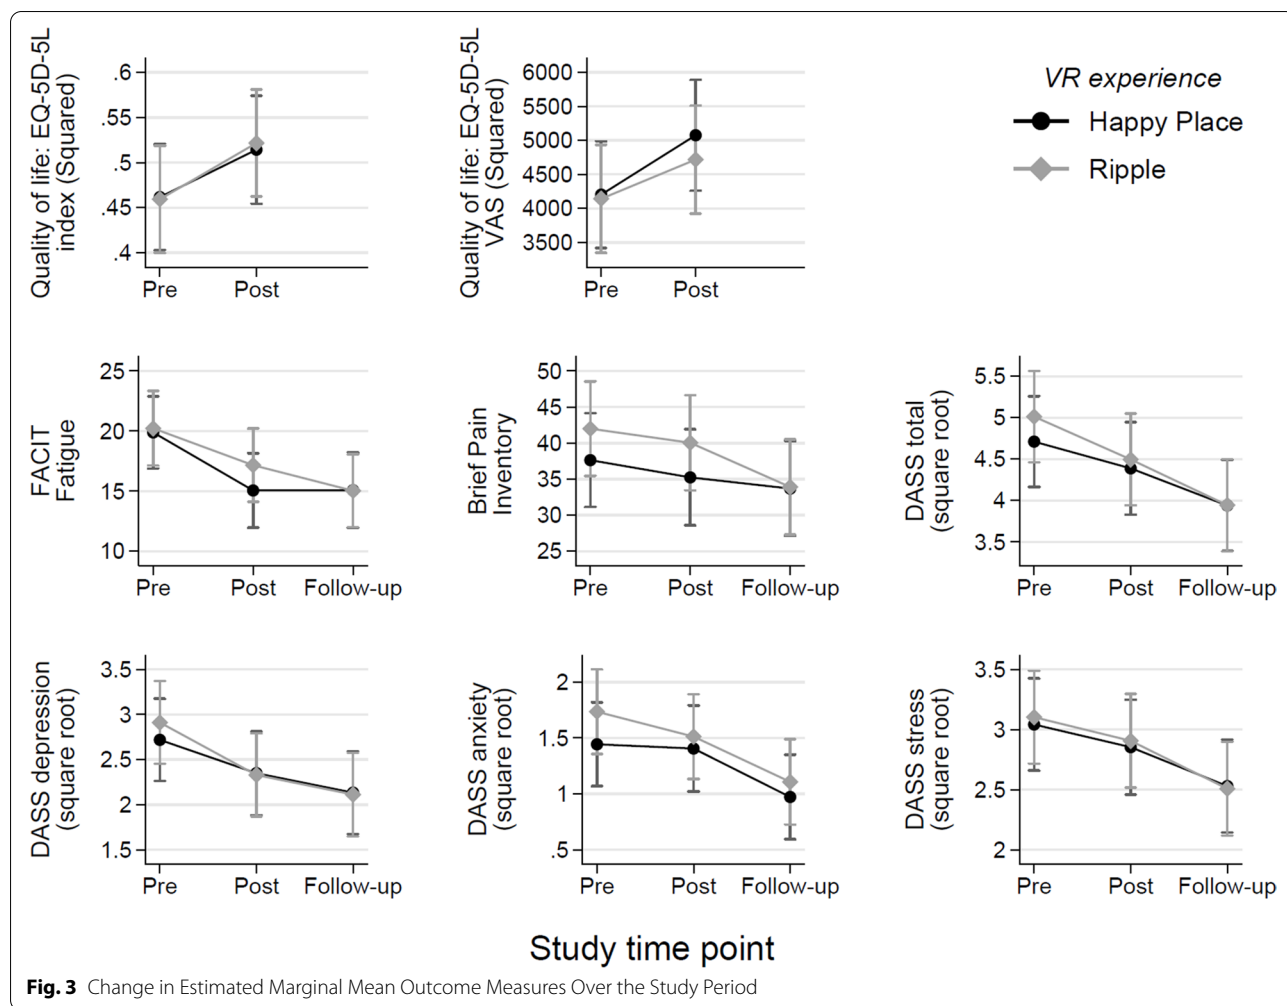 Quality of life: EQ-5D-5L
index (Squared)
.6
.55
.5
.45
.4
Pre
Post
Quality of life: EQ-5D-5L
VAS (Squared)
6000
5500
5000
4500
4000
3500
Pre
Post
VR experience
Happy Place
Ripple
FACIT
Fatigue
25
20
15
10
Pre
Post
Follow-up
Brief Pain
Inventory
50
45
40
35
30
25
Pre
Post
Follow-up
DASS total
(square root)
5.5
5
4.5
4
3.5
Pre
Post
Follow-up
DASS depression
(square root)
3.5
3
2.5
2
1.5
Pre
Post
Follow-up
DASS anxiety
(square root)
2
1.5
1
.5
Pre
Post
Follow-up
DASS stress
(square root)
3.5
3
2.5
2
Pre
Post
Follow-up
Study time point
Fig. 3 Change in Estimated Marginal Mean Outcome Measures Over the Study Period